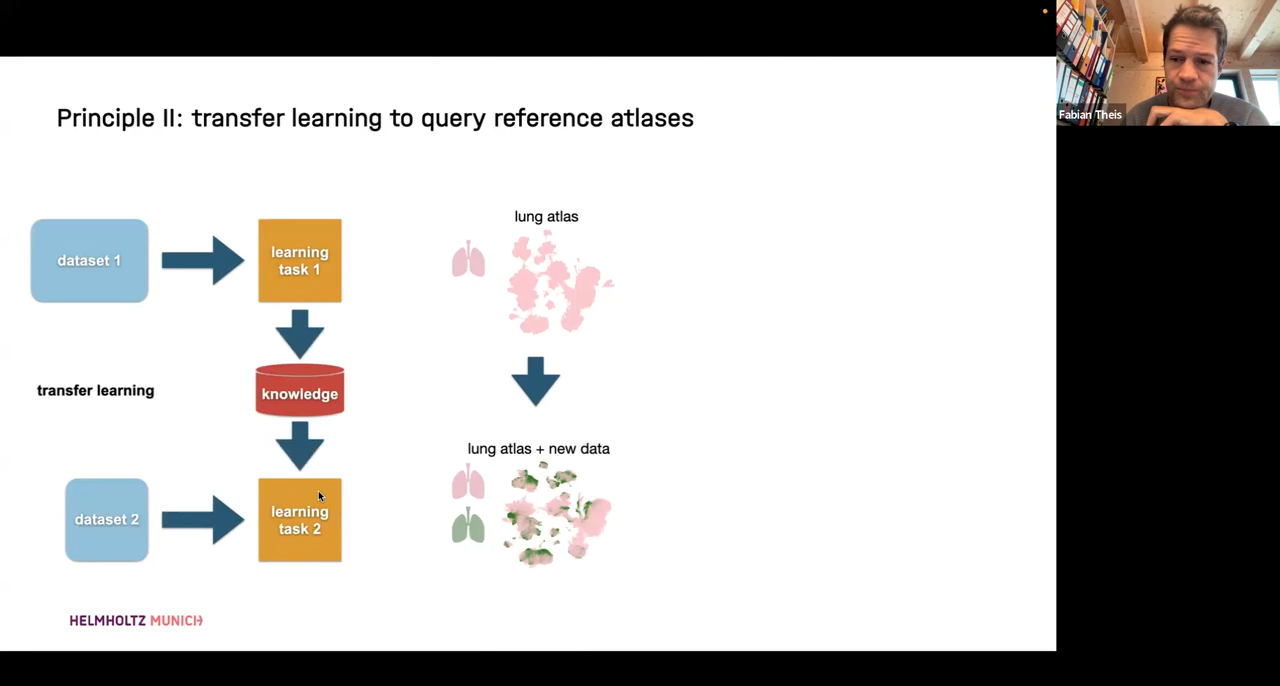 Fabian Theis
Principle II: transfer learning to query reference atlases
dataset 1
learning
task 1
knowledge
transfer learning
dataset 2
learning
task 2
lung atlas
lung atlas + new data
HELMHOLTZ MUNICH